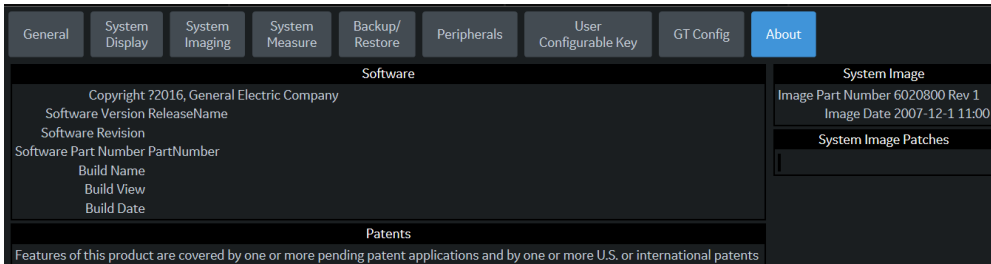 General
System
Display
System
Imaging
System
Measure
Backup/
Restore
Peripherals
User
Configurable Key
GT Config
About
Software
Copyright ?2016, General Electric Company
Software Version ReleaseName
Software Revision
Software Part Number PartNumber
Build Name
Build View
Build Date
Patents
Features of this product are covered by one or more pending patent applications and by one or more U.S. or international patents
System Image
Image Part Number 6020800 Rev 1
Image Date 2007-12-1 11:00
System Image Patches